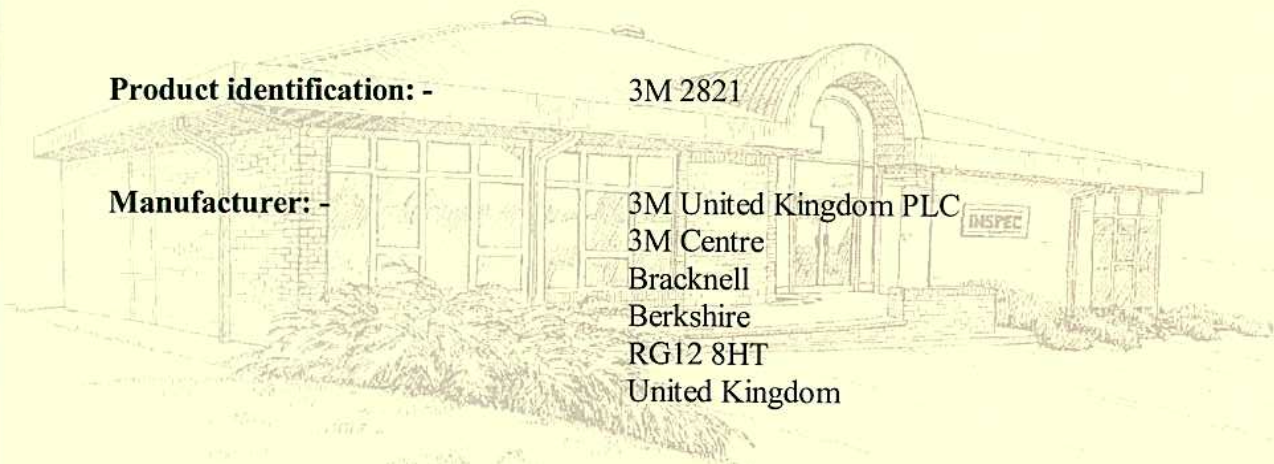 Product identification: - 3M 2821
Manufacturer: - 3M United Kingdom PLC
INSPEC
3M Centre
Bracknell
Berkshire
RG12 8HT
United Kingdom